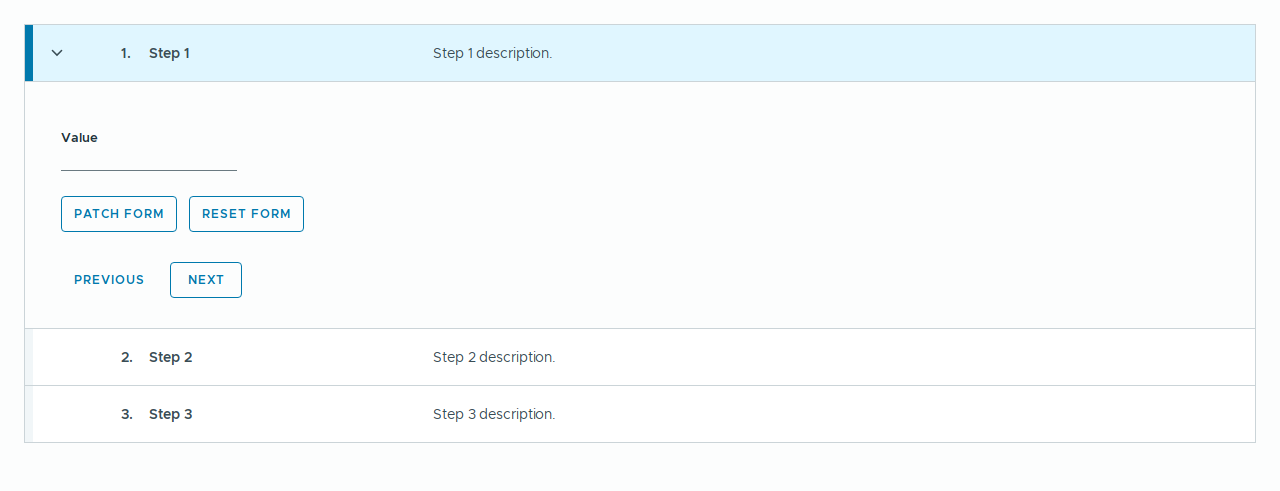 1. Step 1 Step 1 description.
Value
PATCH FORM RESET FORM
PREVIOUS NEXT
2. Step 2 Step 2 description.
3. Step 3 Step 3 description.